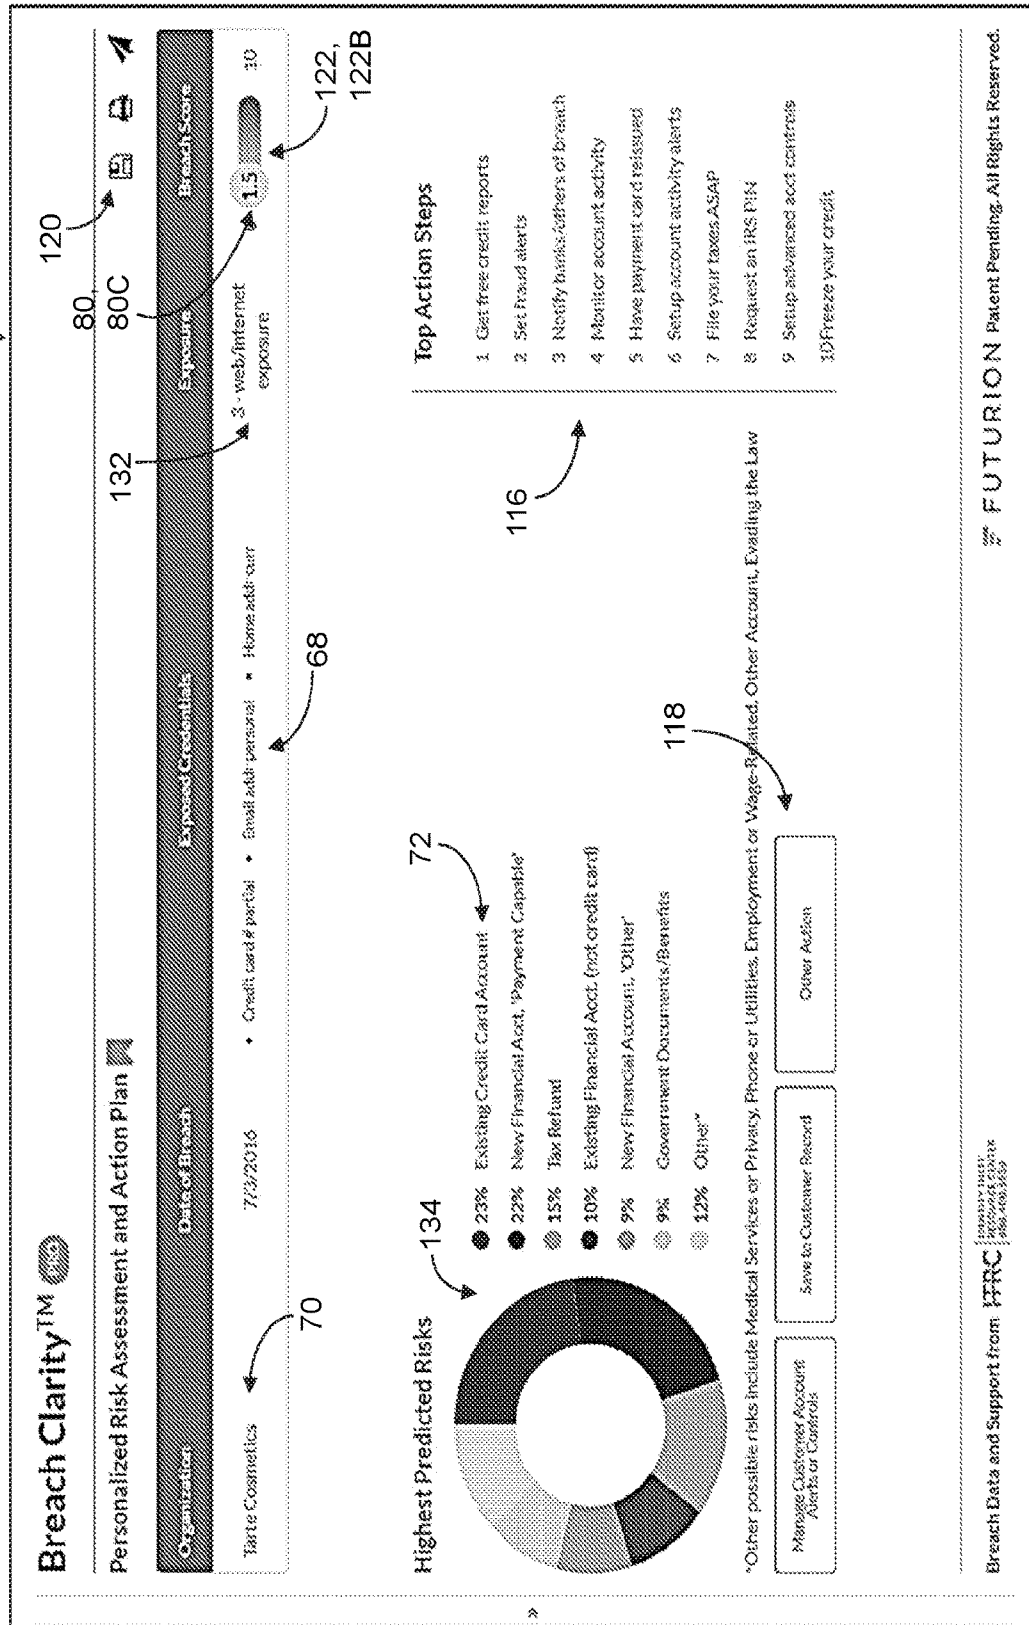 Breach Clarity™ PRO
120
Personalized Risk Assessment and Action Plan
132
80,
80C
Organization Date of Breach Exposed Credentials Exposure Breach Score
Tarte Cosmetics 7/3/2016 • Credit card # partial • Email addr personal • Home addr curr 3 - web/internet exposure 1.5 10
70
68
122,
122B
Highest Predicted Risks
134
72
23% Existing Credit Card Account
22% New Financial Acct, 'Payment Capable'
15% Tax Refund
10% Existing Financial Acct. (not credit card)
9% New Financial Account, 'Other'
9% Government Documents/Benefits
12% Other*
116
Top Action Steps
1 Get free credit reports
2 Set fraud alerts
3 Notify banks/others of breach
4 Monitor account activity
5 Have payment card reissued
6 Setup account activity alerts
7 File your taxes ASAP
8 Request an IRS PIN
9 Setup advanced acct controls
10 Freeze your credit
118
*Other possible risks include Medical Services or Privacy, Phone or Utilities, Employment or Wage-Related, Other Account, Evading the Law
Manage Customer Account Alerts or Controls
Save to Customer Record
Other Action
Breach Data and Support from ITRC
FUTURION Patent Pending. All Rights Reserved.